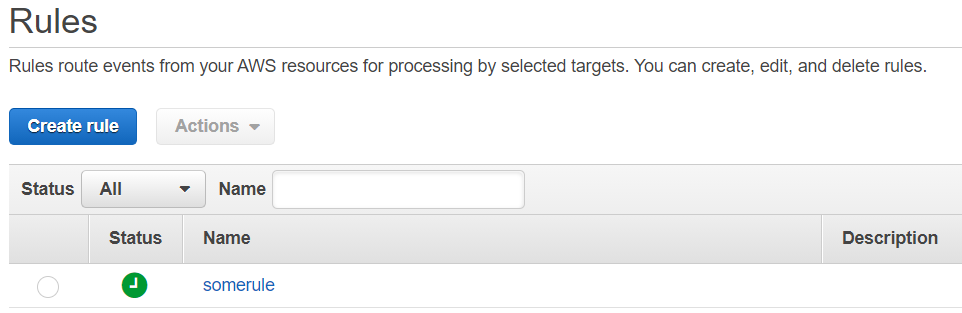 Rules
Rules route events from your AWS resources for processing by selected targets. You can create, edit, and delete rules.
Create rule Actions
Status All Name
Status Name Description
somerule